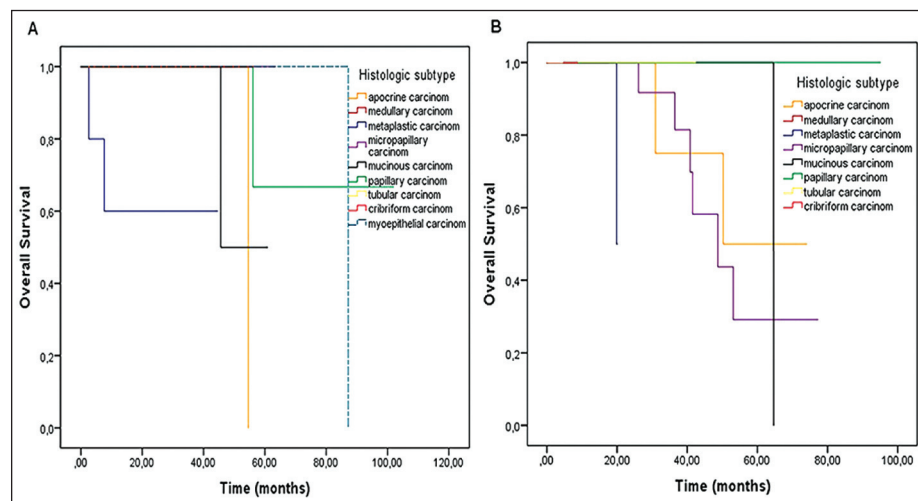 A
Overall Survival
1,0
0,8
0,6
0,4
0,2
0,0
,00
20,00
40,00
60,00
80,00
100,00
120,00
Time (months)
Histologic subtype
apocrine carcinom
medullary carcinom
metaplastic carcinom
micropapillary
carcinom
mucinous carcinom
papillary carcinom
tubular carcinom
cribriform carcinom
myoepithelial carcinom
B
Overall Survival
1,0
0,8
0,6
0,4
0,2
0,0
,00
20,00
40,00
60,00
80,00
100,00
Time (months)
Histologic subtype
apocrine carcinom
medullary carcinom
metaplastic carcinom
micropapillary carcinom
mucinous carcinom
papillary carcinom
tubular carcinom
cribriform carcinom